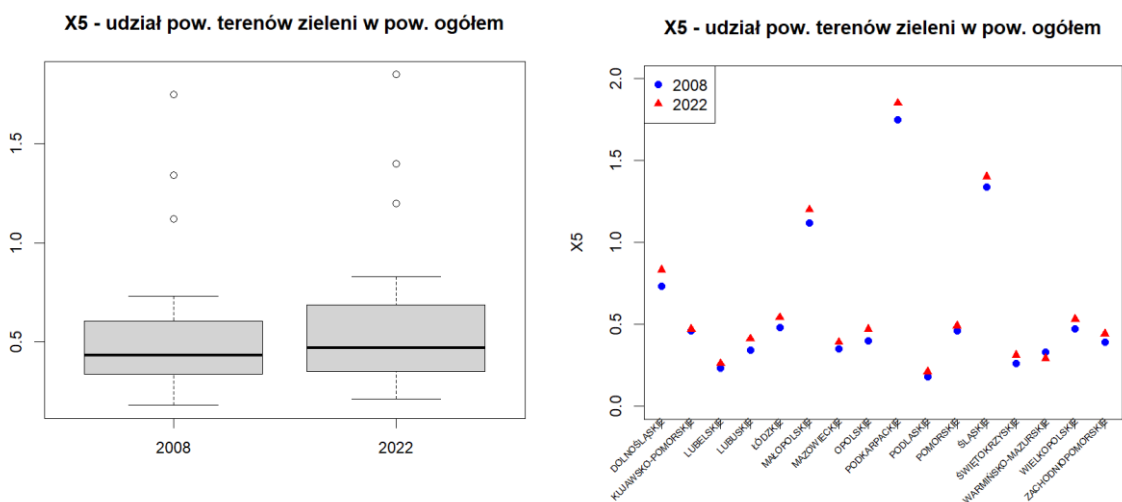 X5 - udział pow. terenów zieleni w pow. ogółem
1.5
1.0
0.5
2008
2022
X5 - udział pow. terenów zieleni w pow. ogółem
2008
2022
X5
2.0
1.5
1.0
0.5
0.0
DOLNOŚLĄSKIE
KUJAWSKO-POMORSKIE
LUBELSKIE
LUBUSKIE
ŁÓDZKIE
MAŁOPOLSKIE
MAZOWIECKIE
OPOLSKIE
PODKARPACKIE
PODLASKIE
POMORSKIE
ŚLĄSKIE
ŚWIĘTOKRZYSKIE
WARMIŃSKO-MAZURSKIE
WIELKOPOLSKIE
ZACHODNIOPOMORSKIE